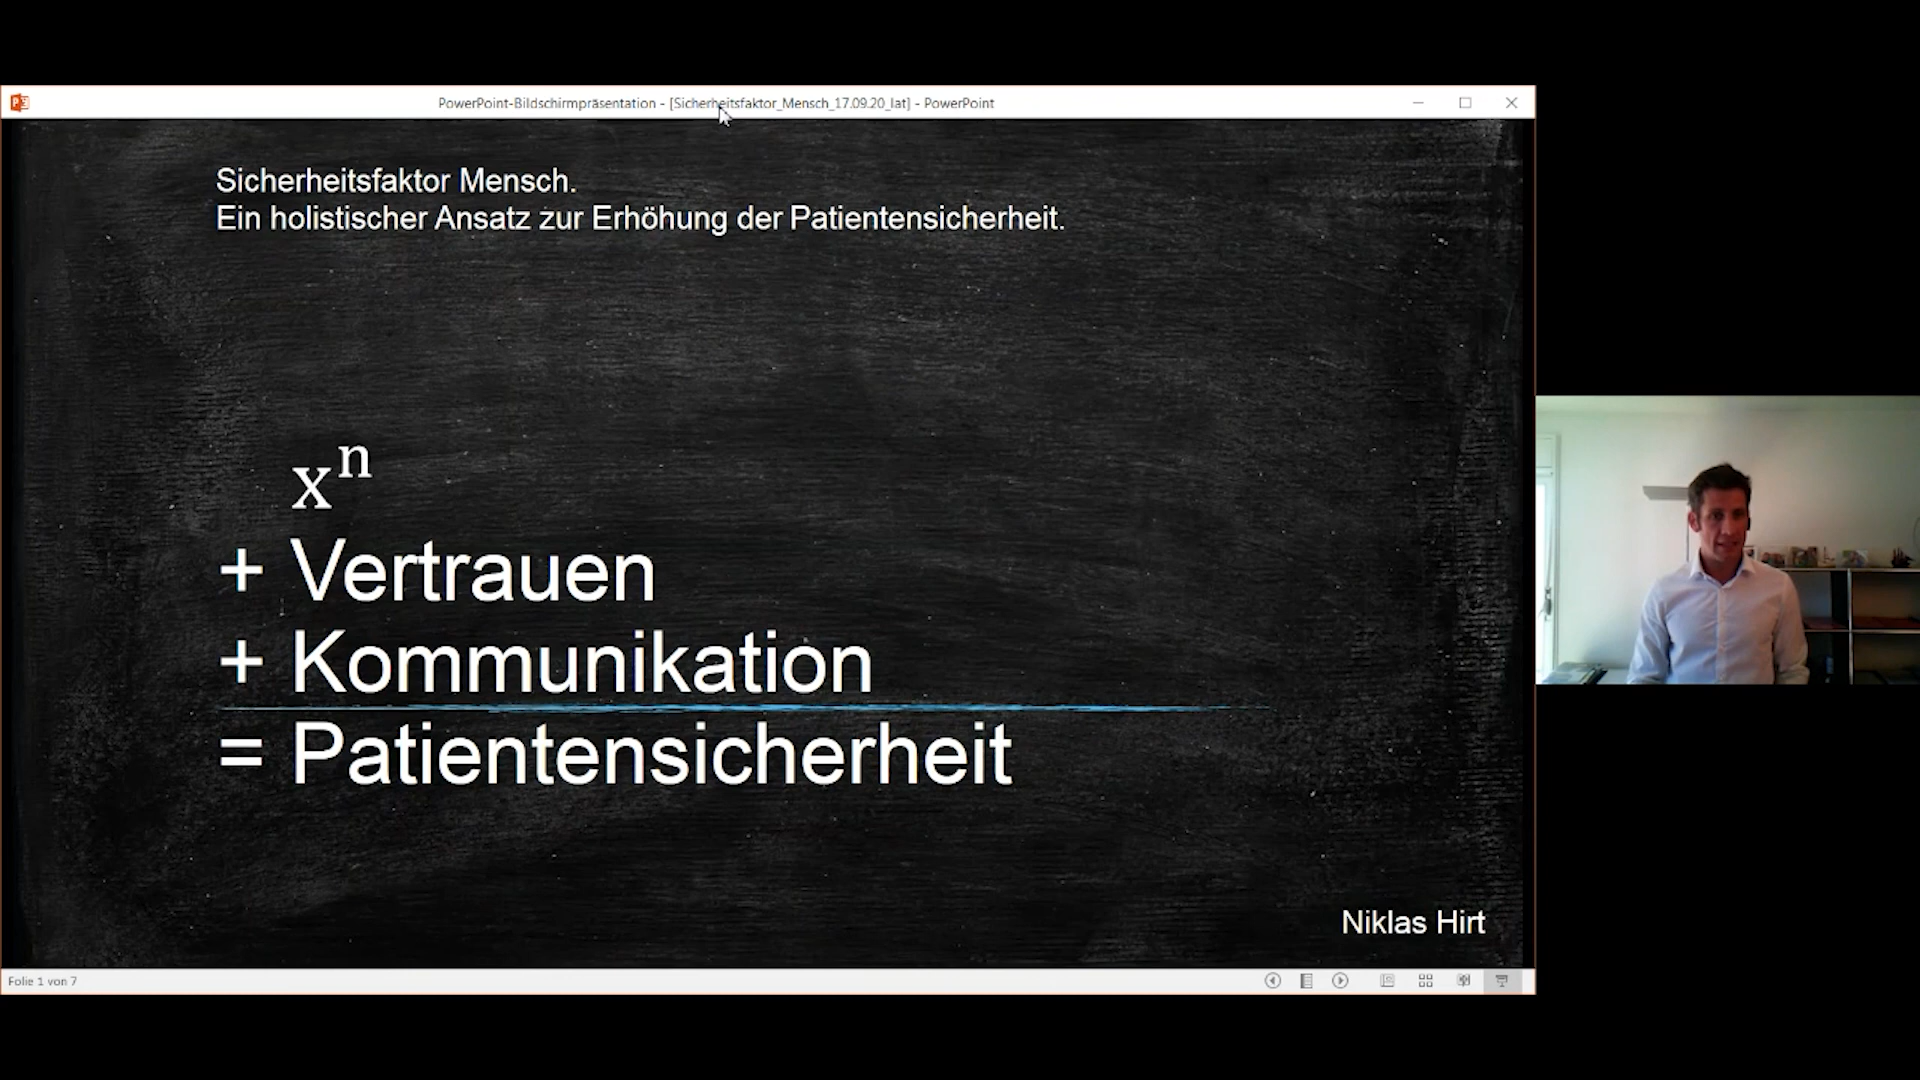 PowerPoint-Bildschirmpräsentation - [Sicherheitsfaktor_Mensch_17.09.20_lat] - PowerPoint
Sicherheitsfaktor Mensch.
Ein holistischer Ansatz zur Erhöhung der Patientensicherheit.
xⁿ
+ Vertrauen
+ Kommunikation
= Patientensicherheit
Niklas Hirt
Folie 1 von 7